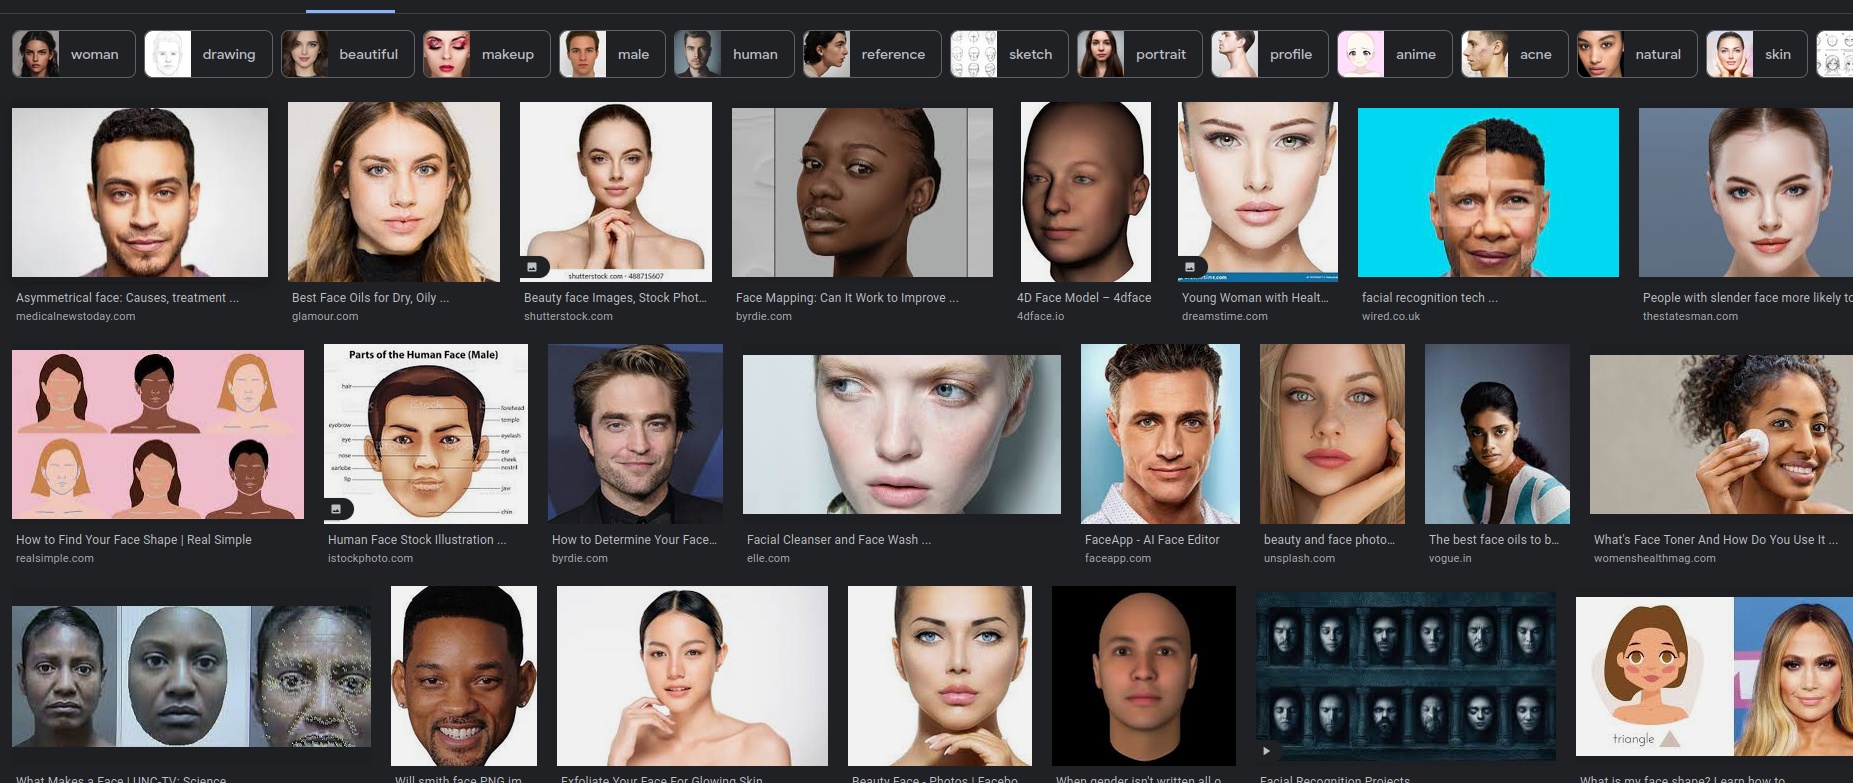 woman
drawing
beautiful
makeup
male
human
reference
sketch
portrait
profile
anime
acne
natural
skin
shutterstock.com · 488715607
Asymmetrical face: Causes, treatment ...
medicalnewstoday.com
Best Face Oils for Dry, Oily ...
glamour.com
Beauty face Images, Stock Phot...
shutterstock.com
Face Mapping: Can It Work to Improve ...
byrdie.com
4D Face Model – 4dface
4dface.io
Young Woman with Healt...
dreamstime.com
facial recognition tech ...
wired.co.uk
People with slender face more likely to
thestatesman.com
Parts of the Human Face (Male)
hair
forehead
temple
eyebrow
eyelash
eye
ear
nose
cheek
earlobe
nostril
lip
jaw
chin
How to Find Your Face Shape | Real Simple
realsimple.com
Human Face Stock Illustration ...
istockphoto.com
How to Determine Your Face...
byrdie.com
Facial Cleanser and Face Wash ...
elle.com
FaceApp - AI Face Editor
faceapp.com
beauty and face photo...
unsplash.com
The best face oils to b...
vogue.in
What's Face Toner And How Do You Use It ...
womenshealthmag.com
triangle
What Makes a Face | UNC-TV: Science
Will smith face PNG im
Exfoliate Your Face For Glowing Skin
Beauty Face - Photos | Facebo
When gender isn't written all o
Facial Recognition Projects
What is my face shape? Learn how to